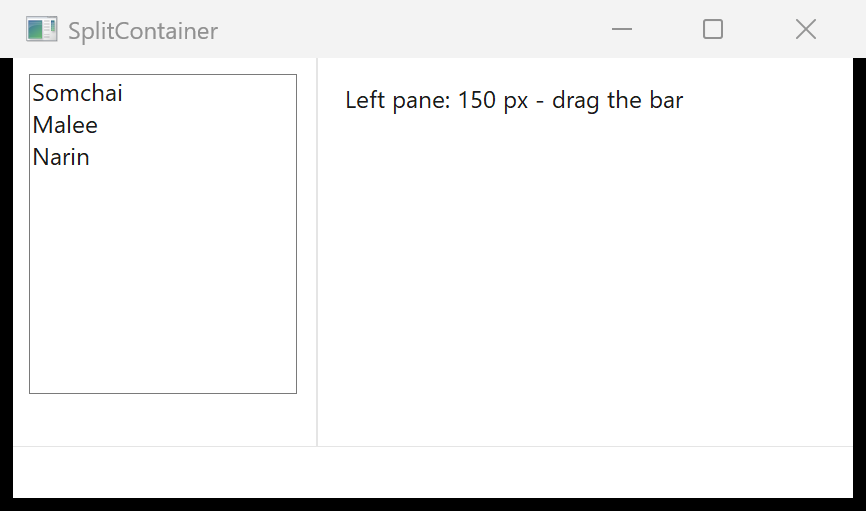 SplitContainer
Somchai
Malee
Narin
Left pane: 150 px - drag the bar